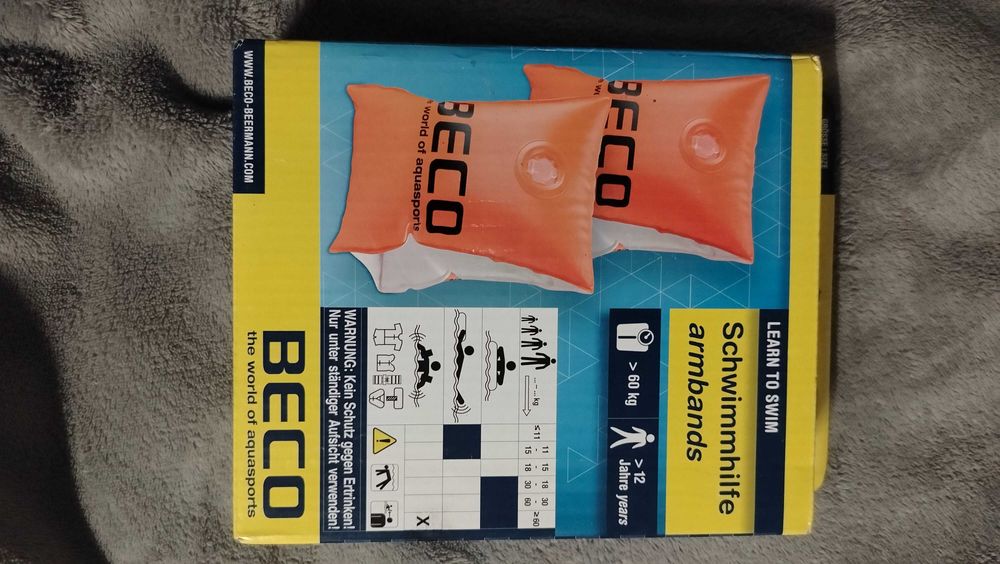 BECO
world of aquasports
BECO
LEARN TO SWIM
Schwimmhilfe
armbands
> 60 kg
> 12
Jahre years
... – ... kg
≤11 11 - 15 15 - 18 18 - 30 30 - 60 ≥60
X
WARNUNG: Kein Schutz gegen Ertrinken!
Nur unter ständiger Aufsicht verwenden!
WWW.BECO-BEERMANN.COM
BECO
the world of aquasports